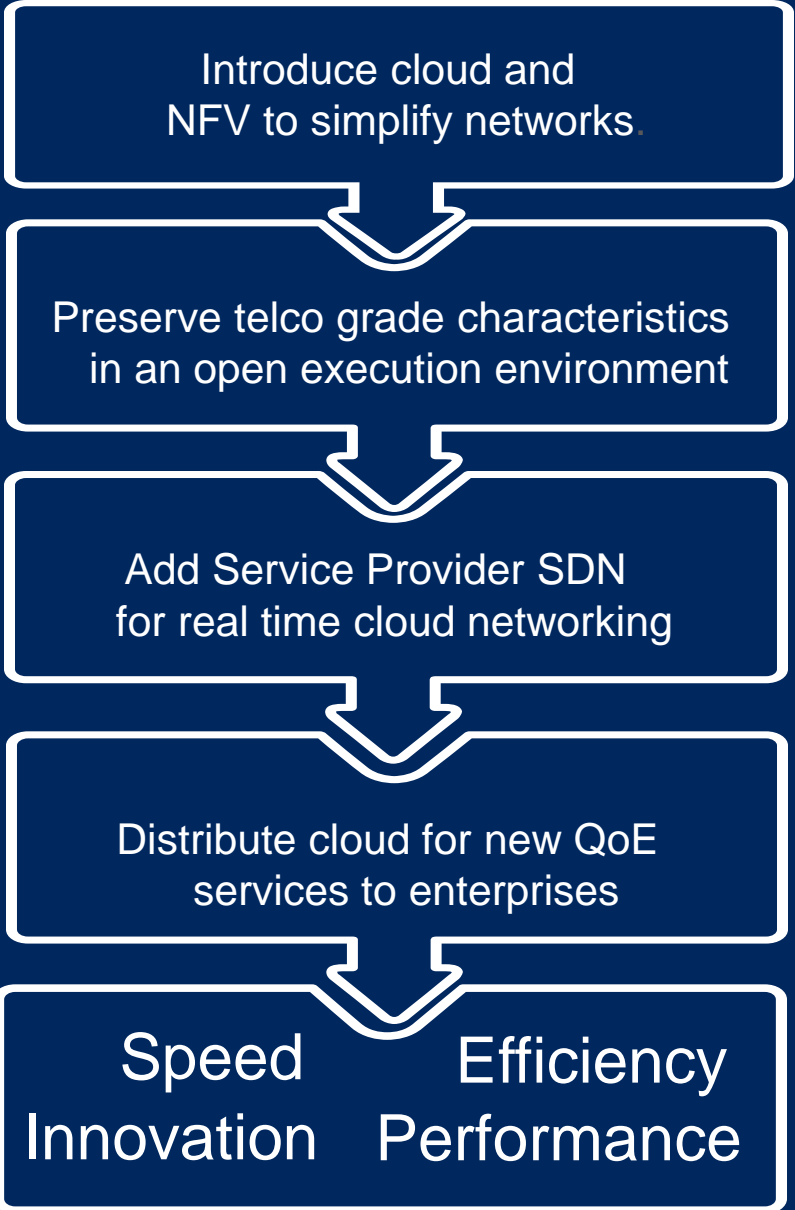 Introduce cloud and
NFV to simplify networks.
Preserve telco grade characteristics
in an open execution environment
Add Service Provider SDN
for real time cloud networking
Distribute cloud for new QoE
services to enterprises
Speed Efficiency
Innovation Performance